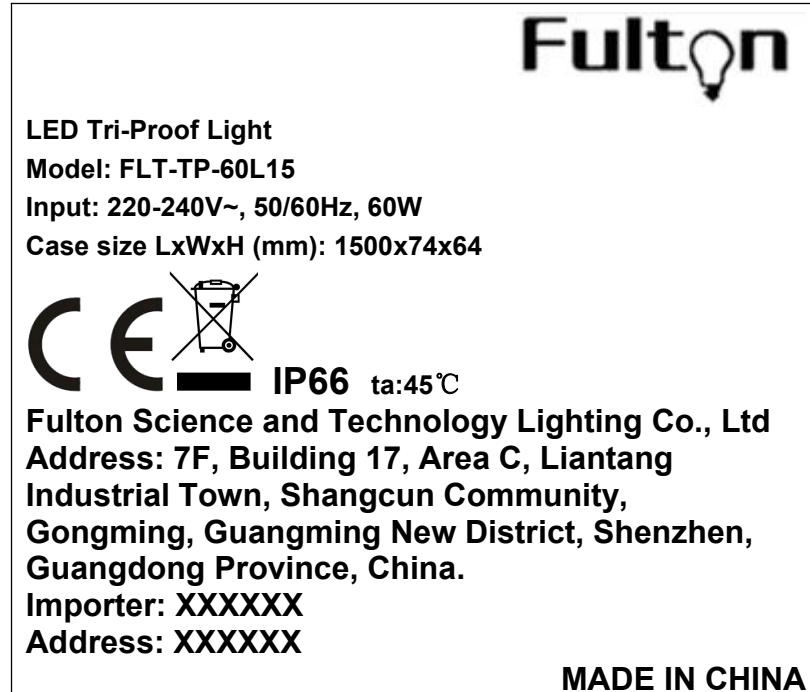 Fulton
LED Tri-Proof Light
Model: FLT-TP-60L15
Input: 220-240V~, 50/60Hz, 60W
Case size LxWxH (mm): 1500x74x64
CE IP66 ta:45℃
Fulton Science and Technology Lighting Co., Ltd
Address: 7F, Building 17, Area C, Liantang
Industrial Town, Shangcun Community,
Gongming, Guangming New District, Shenzhen,
Guangdong Province, China.
Importer: XXXXXX
Address: XXXXXX
MADE IN CHINA